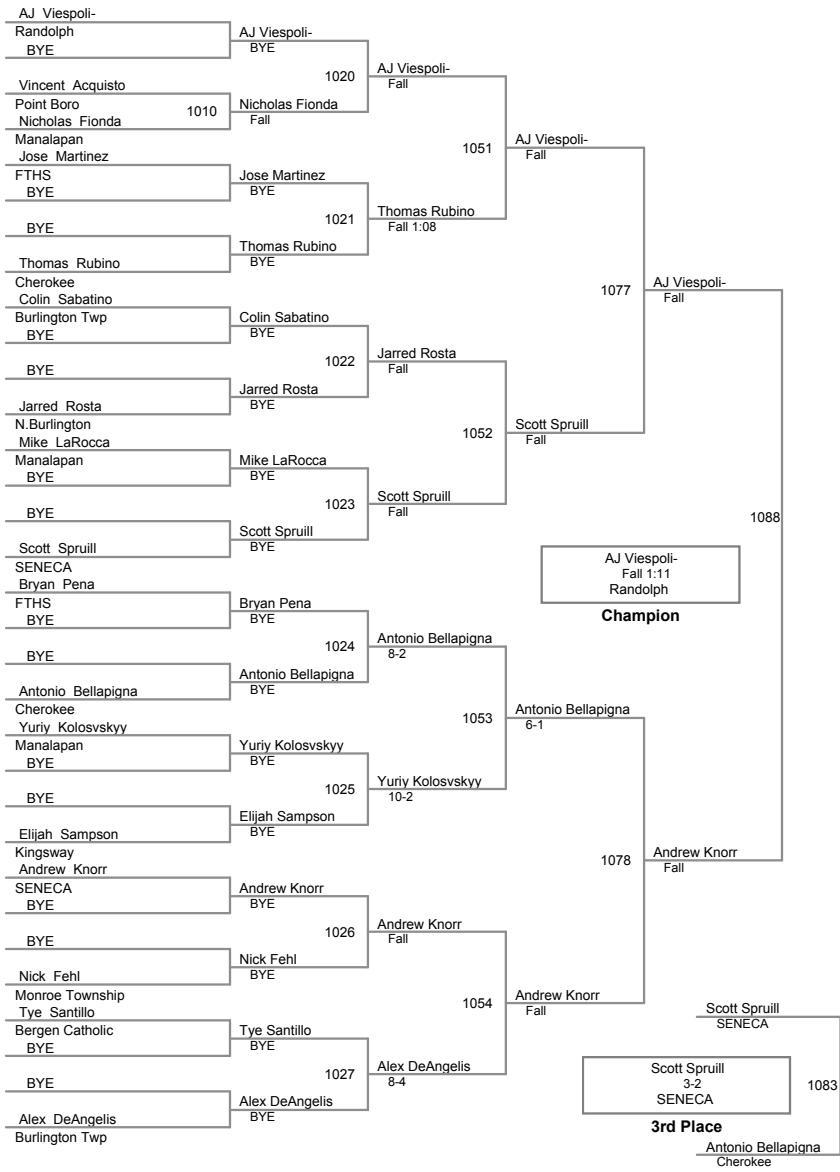 AJ Viespoli-
Randolph
BYE
Vincent Acquisto
Point Boro
Nicholas Fionda
Manalapan
Jose Martinez
FTHS
BYE
BYE
Thomas Rubino
Cherokee
Colin Sabatino
Burlington Twp
BYE
BYE
Jarred Rosta
N.Burlington
Mike LaRocca
Manalapan
BYE
BYE
Scott Spruill
SENECA
Bryan Pena
FTHS
BYE
BYE
Antonio Bellapigna
Cherokee
Yuriy Kolosvskyy
Manalapan
BYE
BYE
Elijah Sampson
Kingsway
Andrew Knorr
SENECA
BYE
BYE
Nick Fehl
Monroe Township
Tye Santillo
Bergen Catholic
BYE
BYE
Alex DeAngelis
Burlington Twp
1010
AJ Viespoli-
BYE
Nicholas Fionda
Fall
Jose Martinez
BYE
Thomas Rubino
BYE
Colin Sabatino
BYE
Jarred Rosta
BYE
Mike LaRocca
BYE
Scott Spruill
BYE
Bryan Pena
BYE
Antonio Bellapigna
BYE
Yuriy Kolosvskyy
BYE
Elijah Sampson
BYE
Andrew Knorr
BYE
Nick Fehl
BYE
Tye Santillo
BYE
Alex DeAngelis
BYE
1020
1021
1022
1023
1024
1025
1026
1027
AJ Viespoli-
Fall
Thomas Rubino
Fall 1:08
Jarred Rosta
Fall
Scott Spruill
Fall
Antonio Bellapigna
8-2
Yuriy Kolosvskyy
10-2
Andrew Knorr
Fall
Alex DeAngelis
8-4
1051
1052
1053
1054
AJ Viespoli-
Fall
Scott Spruill
Fall
Antonio Bellapigna
6-1
Andrew Knorr
Fall
1077
1078
AJ Viespoli-
Fall
Andrew Knorr
Fall
1088
AJ Viespoli-
Fall 1:11
Randolph
Champion
Scott Spruill
SENECA
Scott Spruill
3-2
SENECA
3rd Place
1083
Antonio Bellapigna
Cherokee